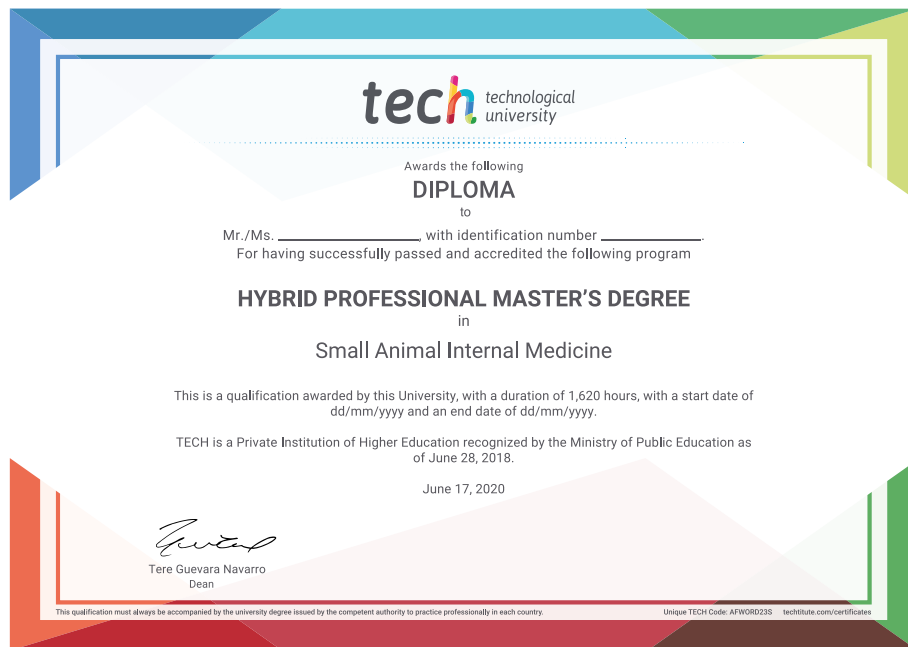 tech technological
university
Awards the following
DIPLOMA
to
Mr./Ms. ____________________, with identification number ______________.
For having successfully passed and accredited the following program
HYBRID PROFESSIONAL MASTER'S DEGREE
in
Small Animal Internal Medicine
This is a qualification awarded by this University, with a duration of 1,620 hours, with a start date of
dd/mm/yyyy and an end date of dd/mm/yyyy.
TECH is a Private Institution of Higher Education recognized by the Ministry of Public Education as
of June 28, 2018.
June 17, 2020
Tere Guevara Navarro
Dean
This qualification must always be accompanied by the university degree issued by the competent authority to practice professionally in each country.
Unique TECH Code: AFWORD23S techtitute.com/certificates